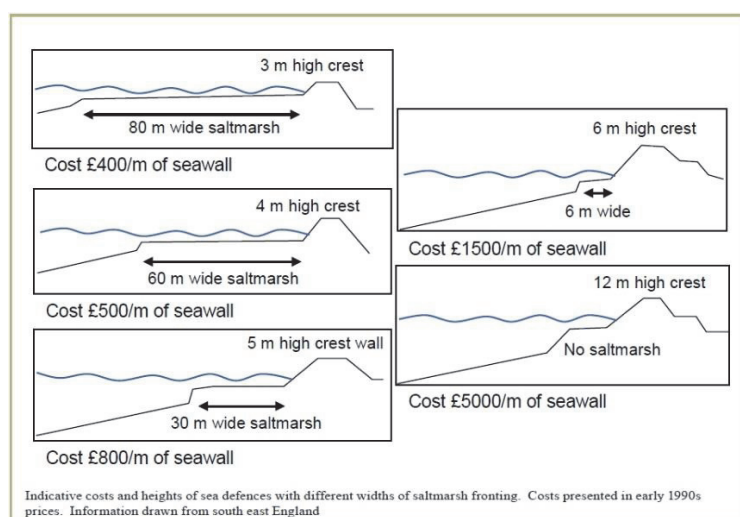 3 m high crest
80 m wide saltmarsh
Cost £400/m of seawall
4 m high crest
60 m wide saltmarsh
Cost £500/m of seawall
5 m high crest wall
30 m wide saltmarsh
Cost £800/m of seawall
6 m high crest
6 m wide
Cost £1500/m of seawall
12 m high crest
No saltmarsh
Cost £5000/m of seawall
Indicative costs and heights of sea defences with different widths of saltmarsh fronting. Costs presented in early 1990s
prices. Information drawn from south east England